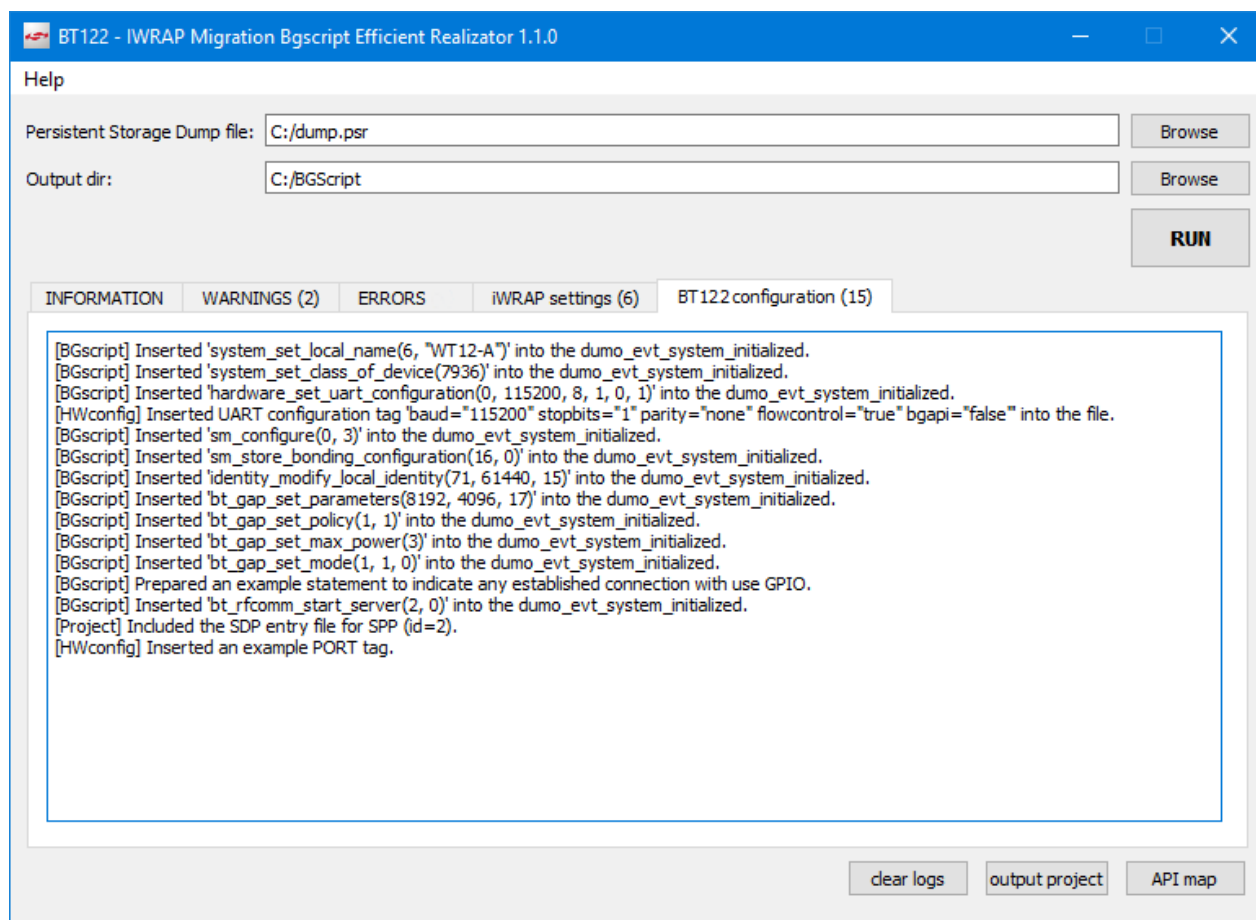 BT122 - IWRAP Migration Bgscript Efficient Realizator 1.1.0
Help
Persistent Storage Dump file: C:/dump.psr Browse
Output dir: C:/BGScript Browse
RUN
INFORMATION WARNINGS (2) ERRORS iWRAP settings (6) BT122 configuration (15)
[BGscript] Inserted 'system_set_local_name(6, "WT12-A")' into the dumo_evt_system_initialized.
[BGscript] Inserted 'system_set_class_of_device(7936)' into the dumo_evt_system_initialized.
[BGscript] Inserted 'hardware_set_uart_configuration(0, 115200, 8, 1, 0, 1)' into the dumo_evt_system_initialized.
[HWconfig] Inserted UART configuration tag 'baud="115200" stopbits="1" parity="none" flowcontrol="true" bgapi="false"' into the file.
[BGscript] Inserted 'sm_configure(0, 3)' into the dumo_evt_system_initialized.
[BGscript] Inserted 'sm_store_bonding_configuration(16, 0)' into the dumo_evt_system_initialized.
[BGscript] Inserted 'identity_modify_local_identity(71, 61440, 15)' into the dumo_evt_system_initialized.
[BGscript] Inserted 'bt_gap_set_parameters(8192, 4096, 17)' into the dumo_evt_system_initialized.
[BGscript] Inserted 'bt_gap_set_policy(1, 1)' into the dumo_evt_system_initialized.
[BGscript] Inserted 'bt_gap_set_max_power(3)' into the dumo_evt_system_initialized.
[BGscript] Inserted 'bt_gap_set_mode(1, 1, 0)' into the dumo_evt_system_initialized.
[BGscript] Prepared an example statement to indicate any established connection with use GPIO.
[BGscript] Inserted 'bt_rfcomm_start_server(2, 0)' into the dumo_evt_system_initialized.
[Project] Included the SDP entry file for SPP (id=2).
[HWconfig] Inserted an example PORT tag.
clear logs output project API map